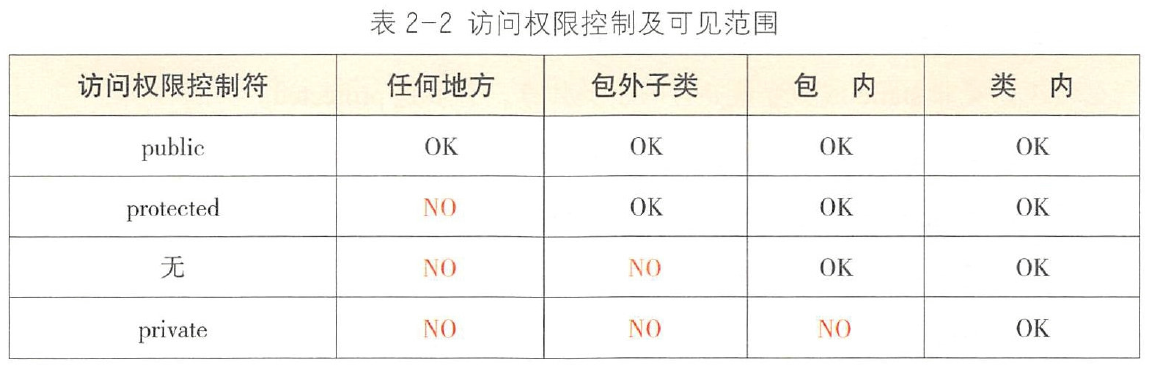 表 2-2 访问权限控制及可见范围
访问权限控制符 任何地方 包外子类 包 内 类 内
public OK OK OK OK
protected NO OK OK OK
无 NO NO OK OK
private NO NO NO OK